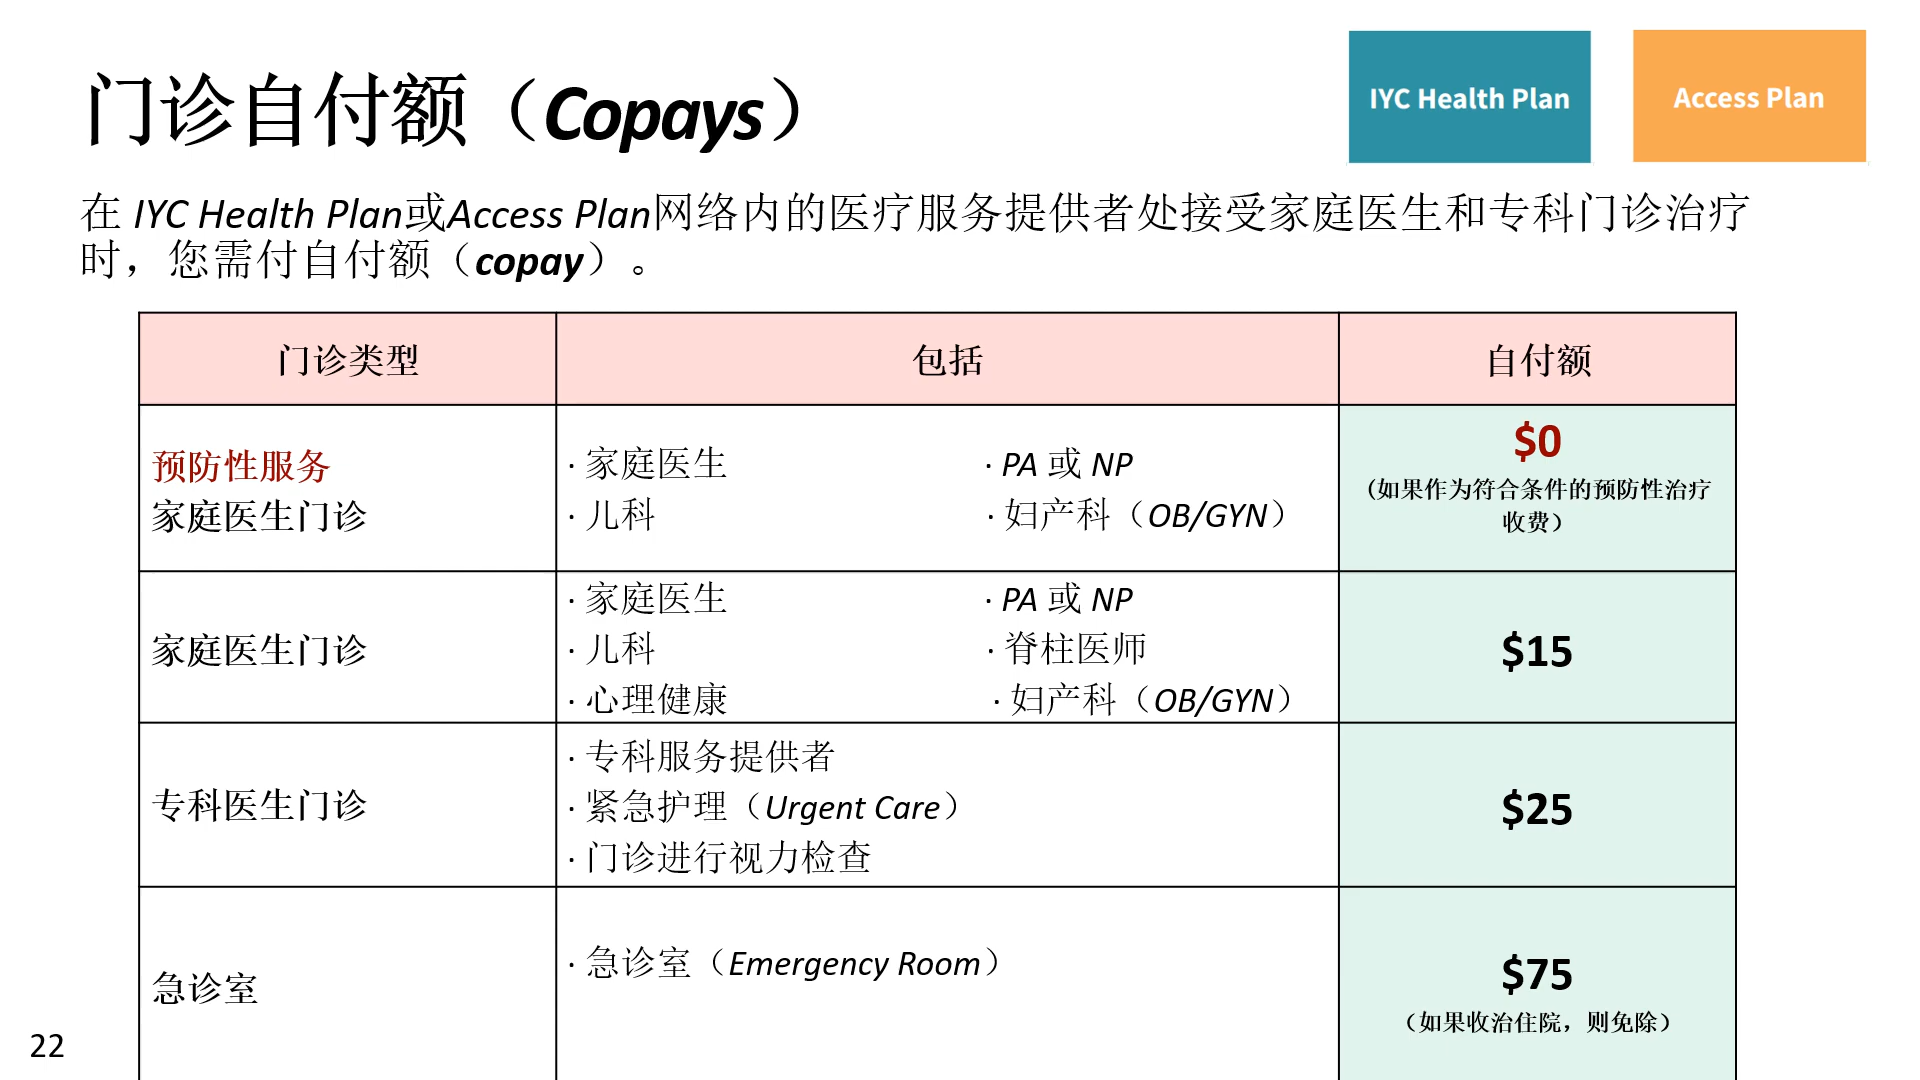 门诊自付额（Copays）
IYC Health Plan
Access Plan
在 IYC Health Plan或Access Plan网络内的医疗服务提供者处接受家庭医生和专科门诊治疗
时，您需付自付额（copay）。
门诊类型 包括 自付额
预防性服务
家庭医生门诊
· 家庭医生 · PA 或 NP
· 儿科 · 妇产科（OB/GYN）
$0
（如果作为符合条件的预防性治疗
收费）
家庭医生门诊
· 家庭医生 · PA 或 NP
· 儿科 · 脊柱医师
· 心理健康 · 妇产科（OB/GYN）
$15
专科医生门诊
· 专科服务提供者
· 紧急护理（Urgent Care）
· 门诊进行视力检查
$25
急诊室
· 急诊室（Emergency Room）
$75
（如果收治住院，则免除）
22